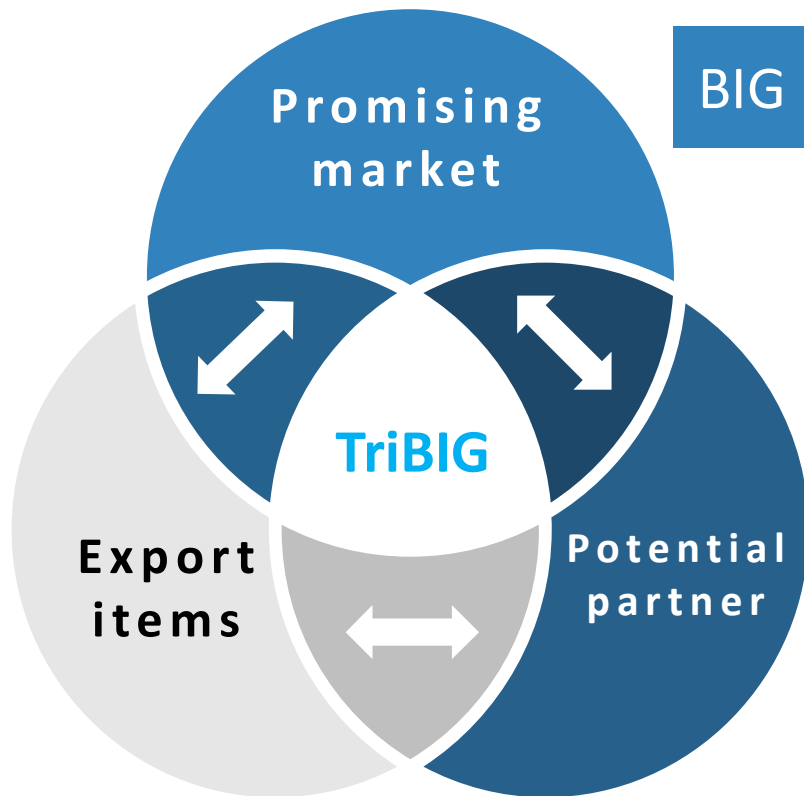 Promising
market
BIG
TriBIG
Export
items
Potential
partner